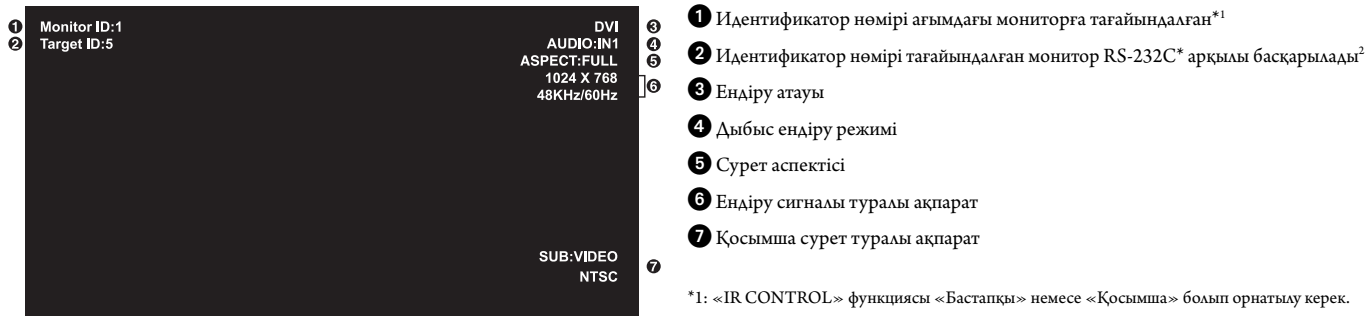 ❶ Monitor ID:1
❷ Target ID:5
DVI ❸
AUDIO:IN1 ❹
ASPECT:FULL ❺
1024 X 768
48KHz/60Hz
❻
SUB:VIDEO
NTSC
❼
❶ Идентификатор нөмірі ағымдағы мониторға тағайындалған*1
❷ Идентификатор нөмірі тағайындалған монитор RS-232C* арқылы басқарылады2
❸ Ендіру атауы
❹ Дыбыс ендіру режимі
❺ Сурет аспектісі
❻ Ендіру сигналы туралы ақпарат
❼ Қосымша сурет туралы ақпарат
*1: «IR CONTROL» функциясы «Бастапқы» немесе «Қосымша» болып орнатылу керек.